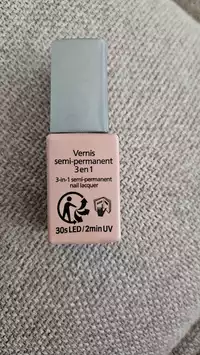 Vernis
semi-permanent
3 en 1
3-in-1 semi-permanent
nail lacquer
30s LED/2min UV